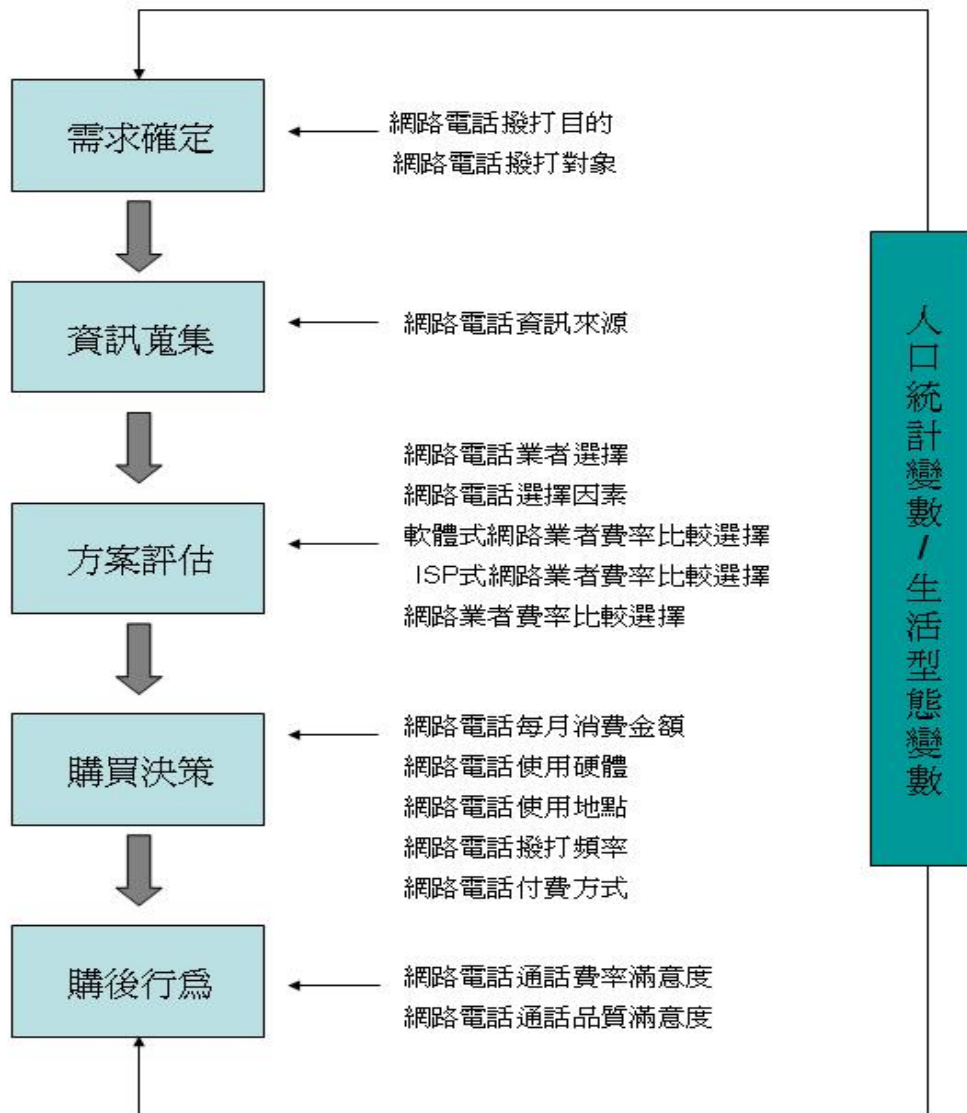 需求確定
網路電話撥打目的
網路電話撥打對象
資訊蒐集
網路電話資訊來源
方案評估
網路電話業者選擇
網路電話選擇因素
軟體式網路業者費率比較選擇
ISP式網路業者費率比較選擇
網路業者費率比較選擇
購買決策
網路電話每月消費金額
網路電話使用硬體
網路電話使用地點
網路電話撥打頻率
網路電話付費方式
購後行為
網路電話通話費率滿意度
網路電話通話品質滿意度
人口統計變數/生活型態變數